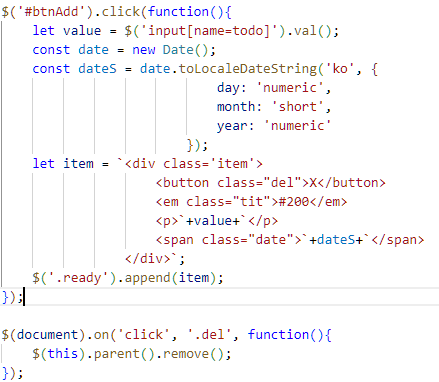 $('#btnAdd').click(function(){
    let value = $('input[name=todo]').val();
    const date = new Date();
    const dateS = date.toLocaleDateString('ko', {
                            day: 'numeric',
                            month: 'short',
                            year: 'numeric'
                        });
    let item = `<div class='item'>
                    <button class="del">X</button>
                    <em class="tit">#200</em>
                    <p>`+value+`</p>
                    <span class="date">`+dateS+`</span>
                </div>`;
    $('.ready').append(item);
});
$(document).on('click', '.del', function(){
    $(this).parent().remove();
});